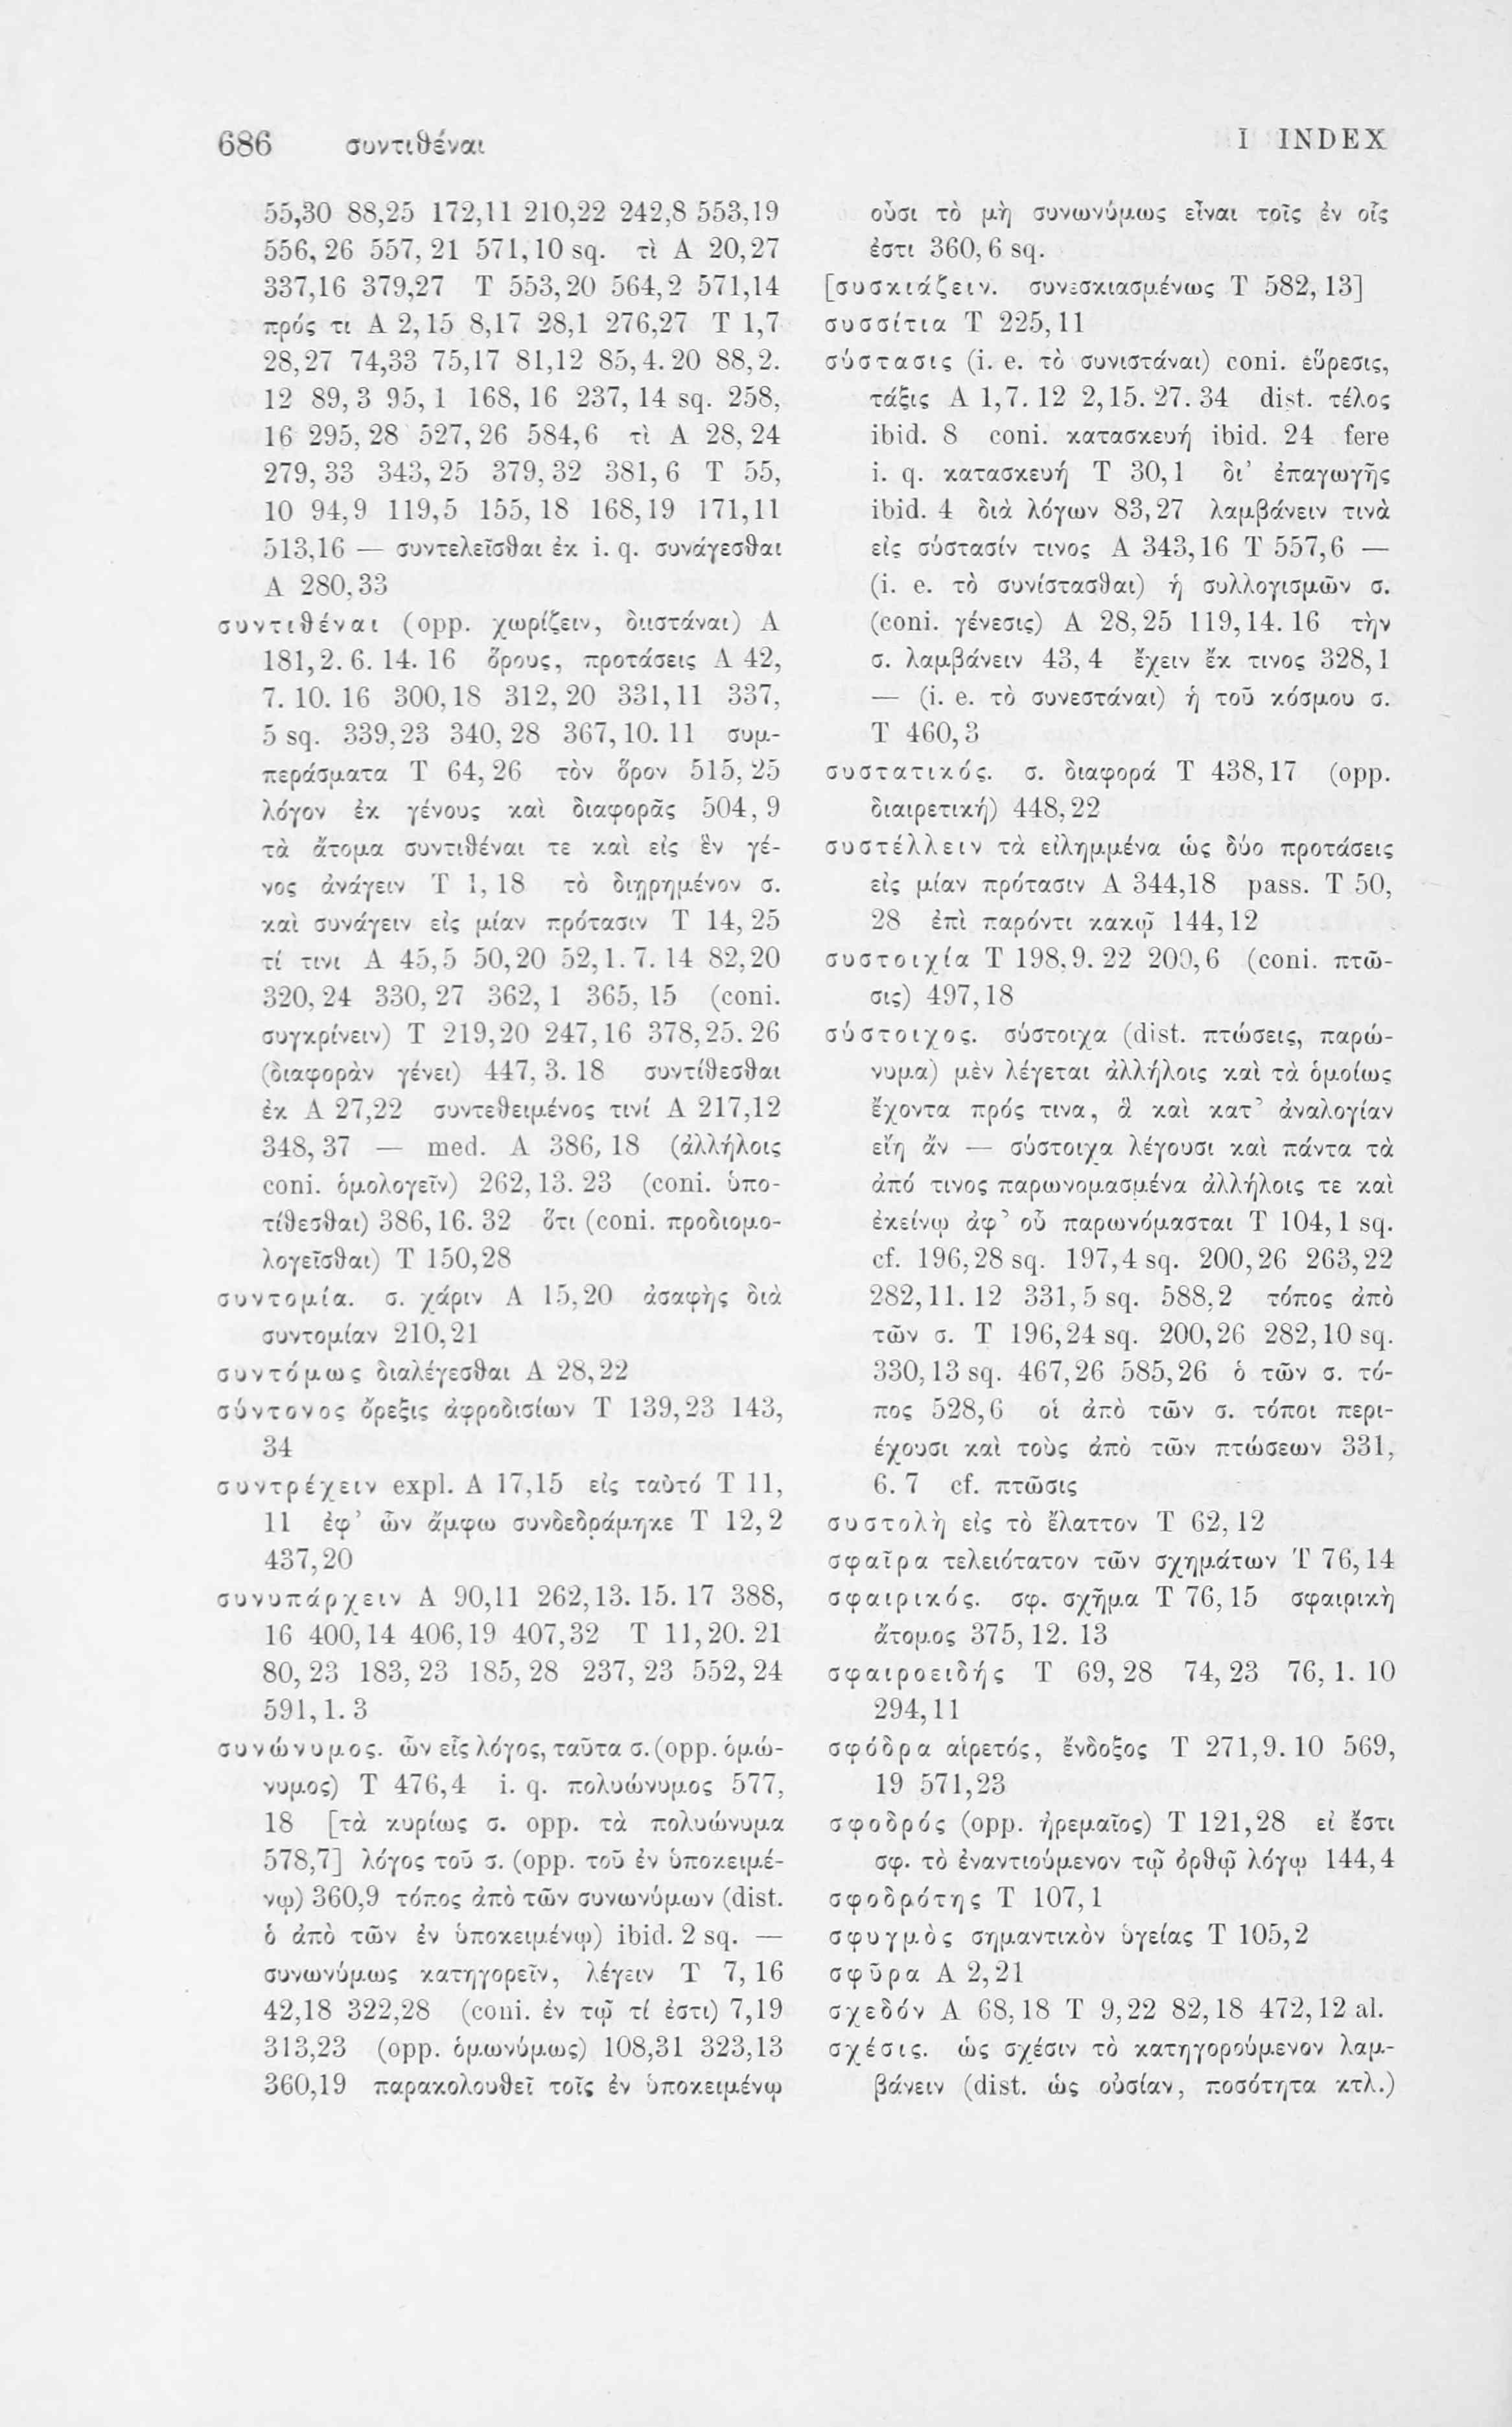 686 συντιθέναι I INDEX
55,30 88,25 172,11 210,22 242,8 553,19
556, 26 557, 21 571, 10 sq. τὶ A 20,27
337,16 379,27 T 553,20 564,2 571,14
πρός τι A 2,15 8,17 28,1 276,27 T 1,7
28,27 74,33 75,17 81,12 85,4. 20 88,2.
12 89, 3 95, 1 168, 16 237, 14 sq. 258,
16 295, 28 527, 26 584,6 τὶ A 28, 24
279, 33 343, 25 379, 32 381, 6 T 55,
10 94,9 119,5 155, 18 168,19 171,11
513,16 — συντελεῖσθαι ἐκ i. q. συνάγεσθαι
A 280,33
συντιθέναι (opp. χωρίζειν, διιστάναι) A
181, 2. 6. 14. 16 ὅρους, προτάσεις A 42,
7. 10. 16 300,18 312, 20 331,11 337,
5 sq. 339,23 340, 28 367, 10. 11 συμ-
περάσματα T 64, 26 τὸν ὅρον 515, 25
λόγον ἐκ γένους καὶ διαφορᾶς 504, 9
τὰ ἄτομα συντιθέναι τε καὶ εἰς ἓν γέ-
νος ἀνάγειν T 1, 18 τὸ διῃρημένον σ.
καὶ συνάγειν εἰς μίαν πρότασιν T 14, 25
τί τινι A 45,5 50,20 52,1. 7. 14 82,20
320, 24 330, 27 362, 1 365, 15 (coni.
συγκρίνειν) T 219,20 247,16 378,25. 26
(διαφορὰν γένει) 447, 3. 18 συντίθεσθαι
ἐκ A 27,22 συντεθειμένος τινί A 217,12
348, 37 — med. A 386, 18 (ἀλλήλοις
coni. ὁμολογεῖν) 262, 13. 23 (coni. ὑπο-
τίθεσθαι) 386, 16. 32 ὅτι (coni. προδιομο-
λογεῖσθαι) T 150,28
συντομία. σ. χάριν A 15,20 ἀσαφὴς διὰ
συντομίαν 210,21
συντόμως διαλέγεσθαι A 28,22
σύντονος ὄρεξις ἀφροδισίων T 139,23 143,
34
συντρέχειν expl. A 17,15 εἰς ταὐτό T 11,
11 ἐφ’ ὧν ἄμφω συνδεδράμηκε T 12, 2
437,20
συνυπάρχειν A 90,11 262,13. 15. 17 388,
16 400,14 406,19 407,32 T 11,20. 21
80, 23 183, 23 185, 28 237, 23 552, 24
591, 1. 3
συνώνυμος. ὧν εἷς λόγος, ταῦτα σ. (opp. ὁμώ-
νυμος) T 476,4 i. q. πολυώνυμος 577,
18 [τὰ κυρίως σ. opp. τὰ πολυώνυμα
578,7] λόγος τοῦ σ. (opp. τοῦ ἐν ὑποκειμέ-
νῳ) 360,9 τόπος ἀπὸ τῶν συνωνύμων (dist.
ὁ ἀπὸ τῶν ἐν ὑποκειμένῳ) ibid. 2 sq. —
συνωνύμως κατηγορεῖν, λέγειν T 7, 16
42,18 322,28 (coni. ἐν τῷ τί ἐστι) 7,19
313,23 (opp. ὁμωνύμως) 108,31 323,13
360,19 παρακολουθεῖ τοῖς ἐν ὑποκειμένῳ
οὖσι τὸ μὴ συνωνύμως εἶναι τοῖς ἐν οἷς
ἐστι 360, 6 sq.
[συσκιάζειν. συνεσκιασμένως T 582, 13]
συσσίτια T 225, 11
σύστασις (i. e. τὸ συνιστάναι) coni. εὕρεσις,
τάξις A 1,7. 12 2,15. 27. 34 dist. τέλος
ibid. 8 coni. κατασκευή ibid. 24 fere
i. q. κατασκευή T 30, 1 δι’ ἐπαγωγῆς
ibid. 4 διὰ λόγων 83, 27 λαμβάνειν τινὰ
εἰς σύστασίν τινος A 343,16 T 557,6 —
(i. e. τὸ συνίστασθαι) ἡ συλλογισμῶν σ.
(coni. γένεσις) A 28,25 119,14. 16 τὴν
σ. λαμβάνειν 43, 4 ἔχειν ἔκ τινος 328, 1
— (i. e. τὸ συνεστάναι) ἡ τοῦ κόσμου σ.
T 460, 3
συστατικός. σ. διαφορά T 438, 17 (opp.
διαιρετική) 448, 22
συστέλλειν τὰ εἰλημμένα ὡς δύο προτάσεις
εἰς μίαν πρότασιν A 344,18 pass. T 50,
28 ἐπὶ παρόντι κακῷ 144, 12
συστοιχία T 198, 9. 22 200, 6 (coni. πτῶ-
σις) 497, 18
σύστοιχος. σύστοιχα (dist. πτώσεις, παρώ-
νυμα) μὲν λέγεται ἀλλήλοις καὶ τὰ ὁμοίως
ἔχοντα πρός τινα, ἃ καὶ κατ’ ἀναλογίαν
εἴη ἄν — σύστοιχα λέγουσι καὶ πάντα τὰ
ἀπό τινος παρωνομασμένα ἀλλήλοις τε καὶ
ἐκείνῳ ἀφ’ οὗ παρωνόμασται T 104, 1 sq.
cf. 196, 28 sq. 197, 4 sq. 200, 26 263, 22
282, 11. 12 331, 5 sq. 588, 2 τόπος ἀπὸ
τῶν σ. T 196,24 sq. 200,26 282,10 sq.
330, 13 sq. 467,26 585,26 ὁ τῶν σ. τό-
πος 528, 6 οἱ ἀπὸ τῶν σ. τόποι περι-
έχουσι καὶ τοὺς ἀπὸ τῶν πτώσεων 331,
6. 7 cf. πτῶσις
συστολὴ εἰς τὸ ἔλαττον T 62, 12
σφαῖρα τελειότατον τῶν σχημάτων T 76, 14
σφαιρικός. σφ. σχῆμα T 76, 15 σφαιρικὴ
ἄτομος 375, 12. 13
σφαιροειδής T 69, 28 74, 23 76, 1. 10
294, 11
σφόδρα αἱρετός, ἔνδοξος T 271, 9. 10 569,
19 571, 23
σφοδρός (opp. ἠρεμαῖος) T 121,28 εἰ ἔστι
σφ. τὸ ἐναντιούμενον τῷ ὀρθῷ λόγῳ 144, 4
σφοδρότης T 107, 1
σφυγμὸς σημαντικὸν ὑγείας T 105, 2
σφῦρα A 2, 21
σχεδόν A 68, 18 T 9, 22 82, 18 472, 12 al.
σχέσις. ὡς σχέσιν τὸ κατηγορούμενον λαμ-
βάνειν (dist. ὡς οὐσίαν, ποσότητα κτλ.)